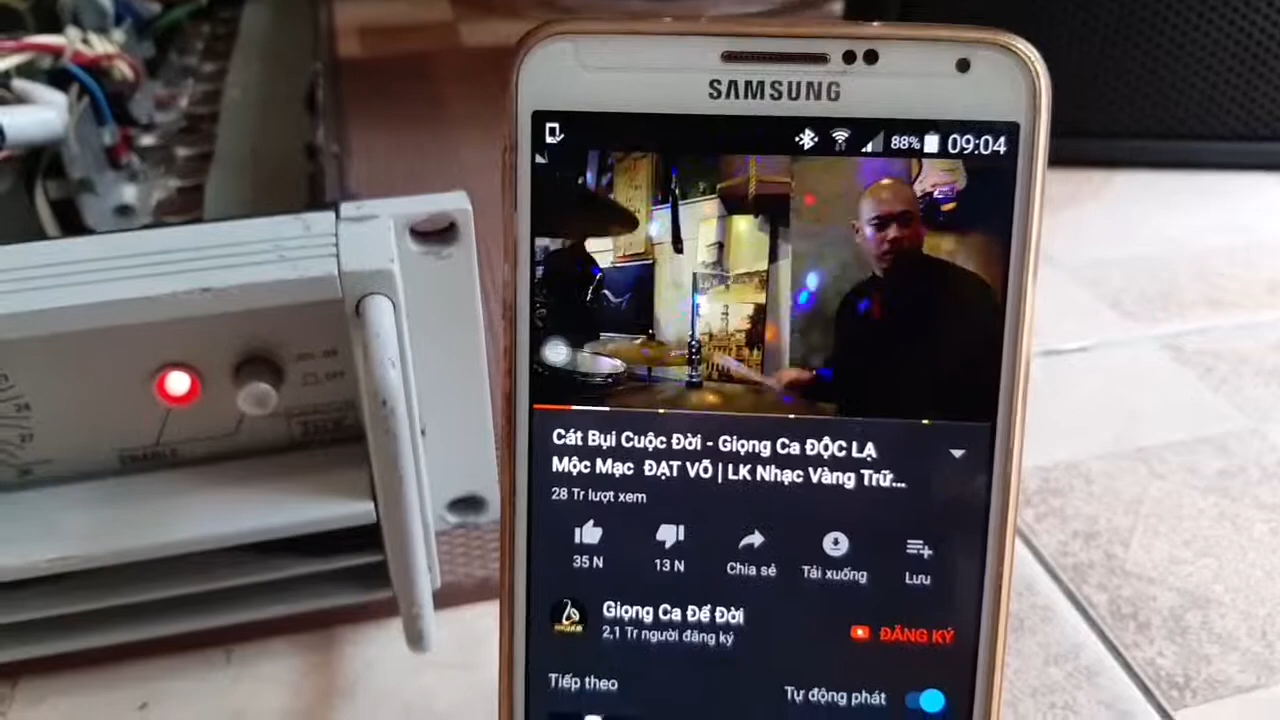 SAMSUNG
88% 09:04
Cát Bụi Cuộc Đời - Giọng Ca ĐỘC LẠ
Mộc Mạc ĐẠT VÕ | LK Nhạc Vàng Trữ...
28 Tr lượt xem
35 N
13 N
Chia sẻ
Tải xuống
Lưu
Giọng Ca Để Đời
2,1 Tr người đăng ký
ĐĂNG KÝ
Tiếp theo
Tự động phát
24
27